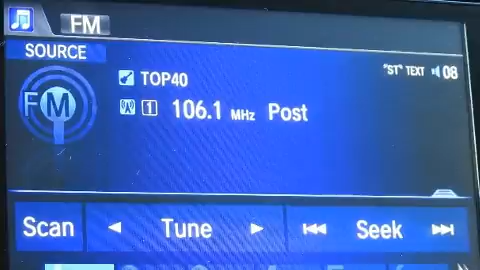 FM
SOURCE
FM
TOP40
"ST" TEXT 08
1 106.1 MHz Post
Scan Tune Seek